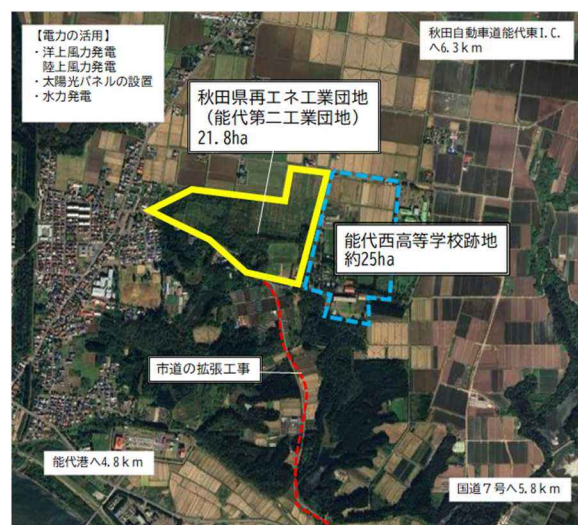 【電力の活用】
・洋上風力発電
陸上風力発電
・太陽光パネルの設置
・水力発電
秋田自動車道能代東I.C.
へ6.3km
秋田県再エネ工業団地
（能代第二工業団地）
21.8ha
能代西高等学校跡地
約25ha
市道の拡張工事
能代港へ4.8km
国道７号へ5.8km